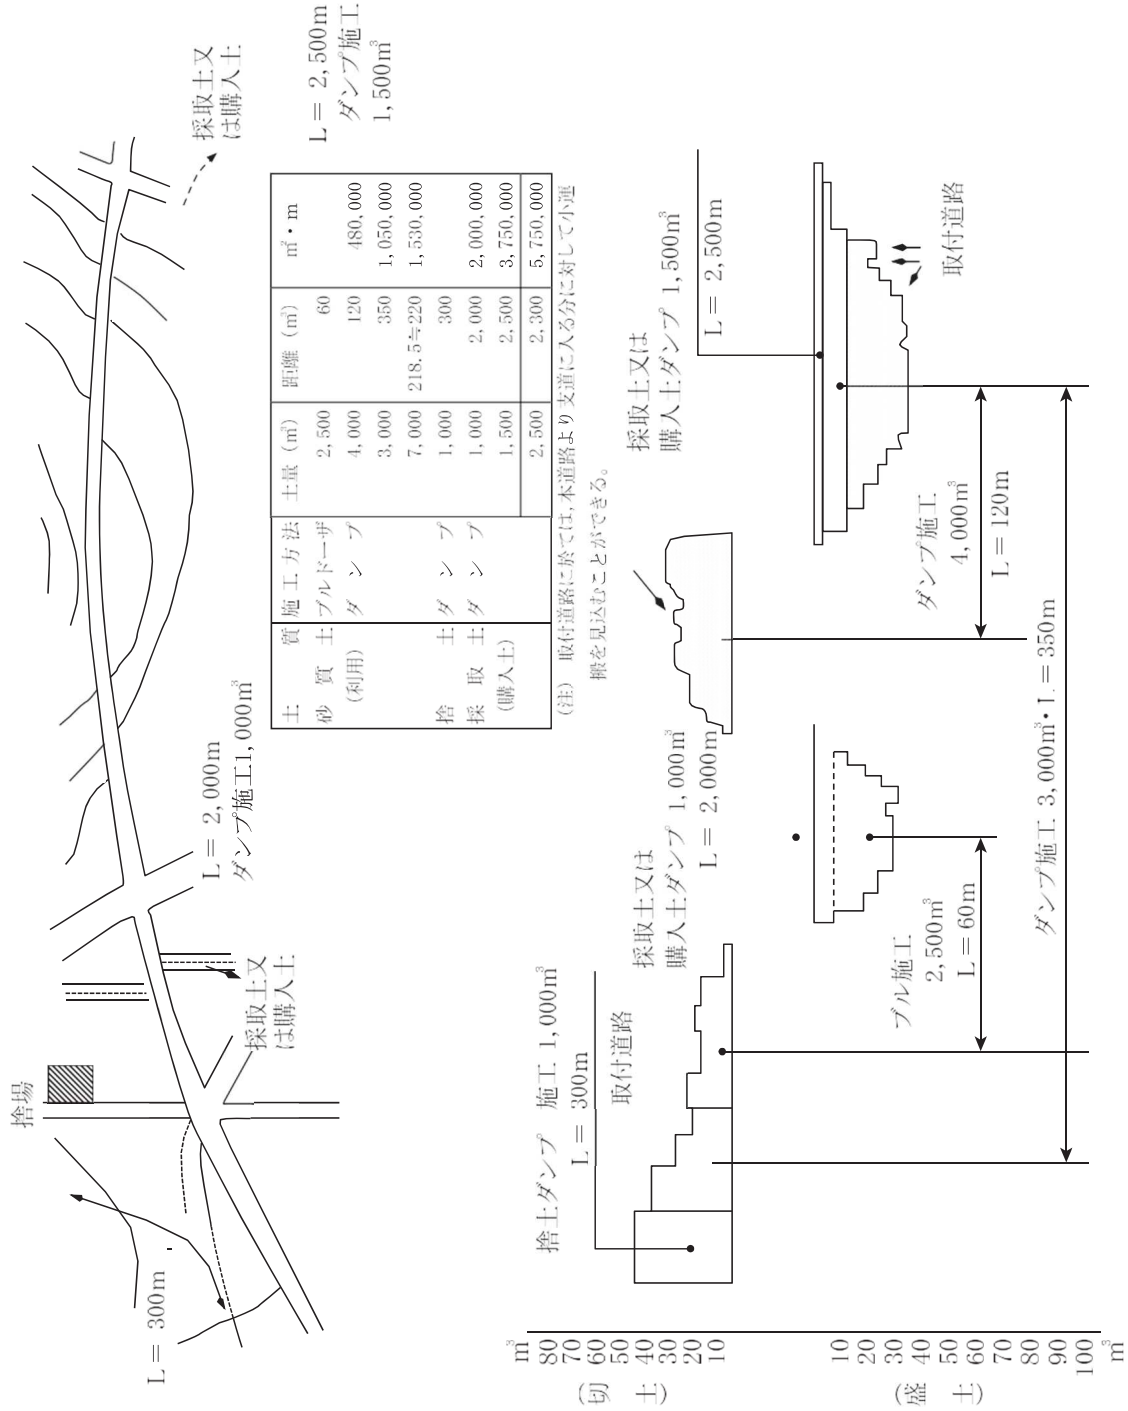 採取土又
は購入土
L＝ 2,500m
ダンプ施工
1,500m³
L＝ 2,000m
ダンプ施工1,000m³
採取土又
は購入土
捨場
L＝ 300m
土 質 施工方法 土量（m³） 距離（m³） m³・m
砂質土 ブルドーザ 2,500 60
（利用） ダンプ 4,000 120 480,000
3,000 350 1,050,000
7,000 218.5≒220 1,530,000
捨 土 ダンプ 1,000 300
採取土 ダンプ 1,000 2,000 2,000,000
（購入土） 1,500 2,500 3,750,000
2,500 2,300 5,750,000
（注） 取付道路に於ては，本道路より支道に入る分に対して小運
搬を見込むことができる。
捨土ダンプ 施工 1,000m³
L＝ 300m
取付道路
採取土又は
購入土ダンプ 1,000m³
L＝ 2,000m
採取土又は
購入土ダンプ 1,500m³
L＝ 2,500m
取付道路
ブル施工
2,500m³
L＝60m
ダンプ施工
4,000m³
L＝120m
ダンプ施工 3,000m³・L＝350m
m³
80
70
60
50
40
30
20
10
（切 土）
10
20
30
40
50
60
70
80
90
100
m³
（盛 土）